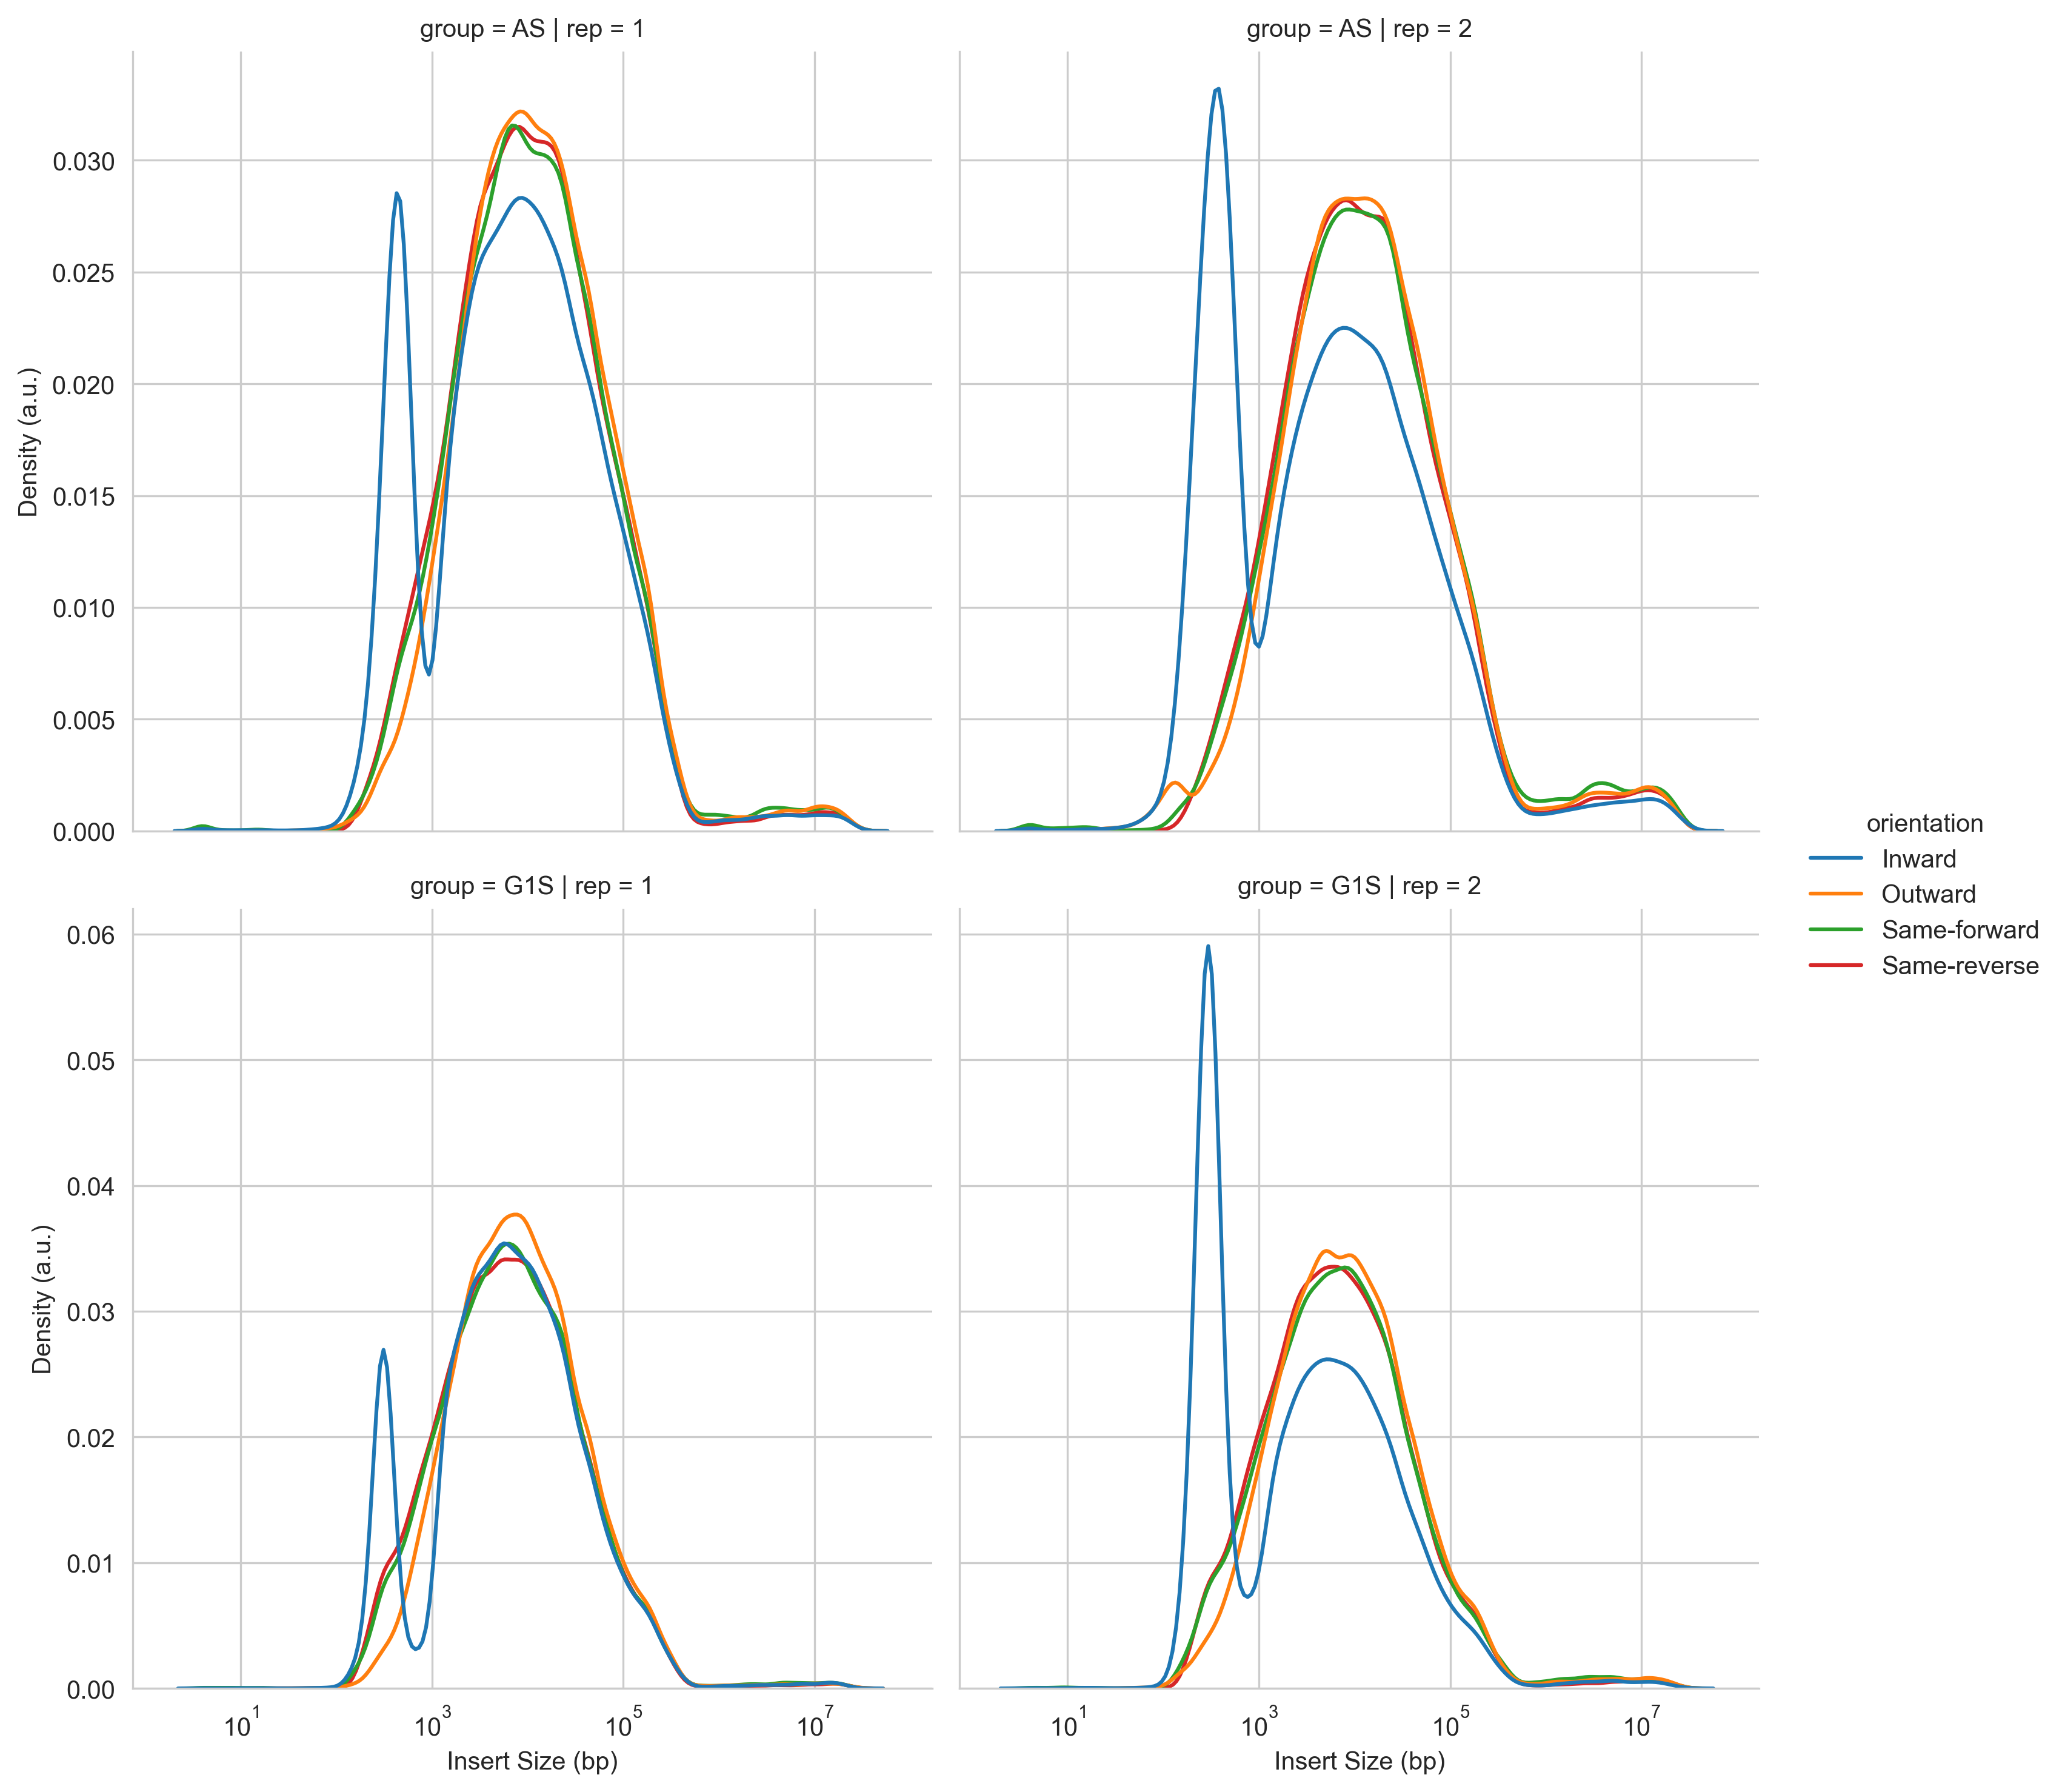 group = AS | rep = 1
group = AS | rep = 2
Density (a.u.)
0.030
0.025
0.020
0.015
0.010
0.005
0.000
group = G1S | rep = 1
group = G1S | rep = 2
Density (a.u.)
0.06
0.05
0.04
0.03
0.02
0.01
0.00
10^1 10^3 10^5 10^7
Insert Size (bp)
10^1 10^3 10^5 10^7
Insert Size (bp)
orientation
Inward
Outward
Same-forward
Same-reverse